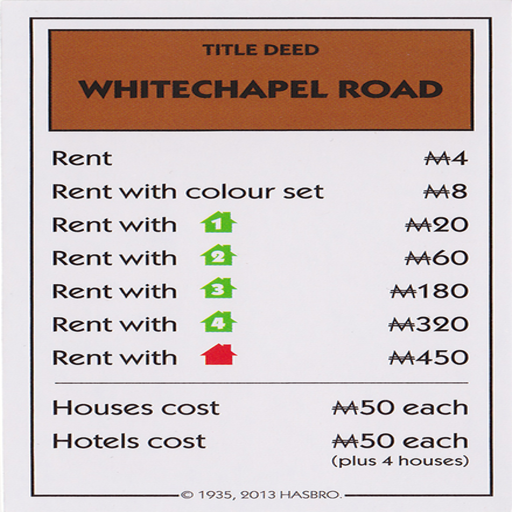 TITLE DEED
WHITECHAPEL ROAD
Rent ₩4
Rent with colour set ₩8
Rent with 1 ₩20
Rent with 2 ₩60
Rent with 3 ₩180
Rent with 4 ₩320
Rent with ₩450
Houses cost ₩50 each
Hotels cost ₩50 each
(plus 4 houses)
© 1935, 2013 HASBRO.